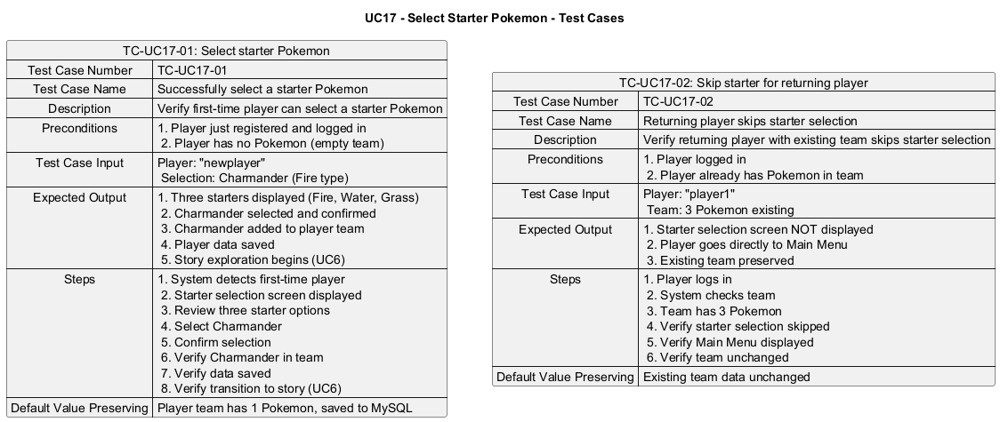 UC17 - Select Starter Pokemon - Test Cases
TC-UC17-01: Select starter Pokemon
Test Case Number TC-UC17-01
Test Case Name Successfully select a starter Pokemon
Description Verify first-time player can select a starter Pokemon
Preconditions 1. Player just registered and logged in
2. Player has no Pokemon (empty team)
Test Case Input Player: "newplayer"
Selection: Charmander (Fire type)
Expected Output 1. Three starters displayed (Fire, Water, Grass)
2. Charmander selected and confirmed
3. Charmander added to player team
4. Player data saved
5. Story exploration begins (UC6)
Steps 1. System detects first-time player
2. Starter selection screen displayed
3. Review three starter options
4. Select Charmander
5. Confirm selection
6. Verify Charmander in team
7. Verify data saved
8. Verify transition to story (UC6)
Default Value Preserving Player team has 1 Pokemon, saved to MySQL
TC-UC17-02: Skip starter for returning player
Test Case Number TC-UC17-02
Test Case Name Returning player skips starter selection
Description Verify returning player with existing team skips starter selection
Preconditions 1. Player logged in
2. Player already has Pokemon in team
Test Case Input Player: "player1"
Team: 3 Pokemon existing
Expected Output 1. Starter selection screen NOT displayed
2. Player goes directly to Main Menu
3. Existing team preserved
Steps 1. Player logs in
2. System checks team
3. Team has 3 Pokemon
4. Verify starter selection skipped
5. Verify Main Menu displayed
6. Verify team unchanged
Default Value Preserving Existing team data unchanged